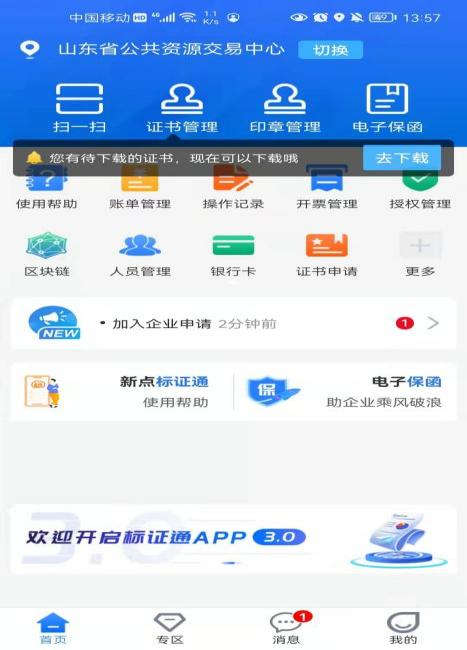 中国移动 HD 4G 1.1 K/s 69 13:57
山东省公共资源交易中心 切换
扫一扫 证书管理 印章管理 电子保函
您有待下载的证书，现在可以下载哦 去下载
使用帮助 账单管理 操作记录 开票管理 授权管理
区块链 人员管理 银行卡 证书申请 更多
NEW • 加入企业申请 2分钟前 1
新点标证通 电子保函
使用帮助 保 助企业乘风破浪
欢迎开启标证通APP 3.0
3.0
首页 专区 消息 1 我的